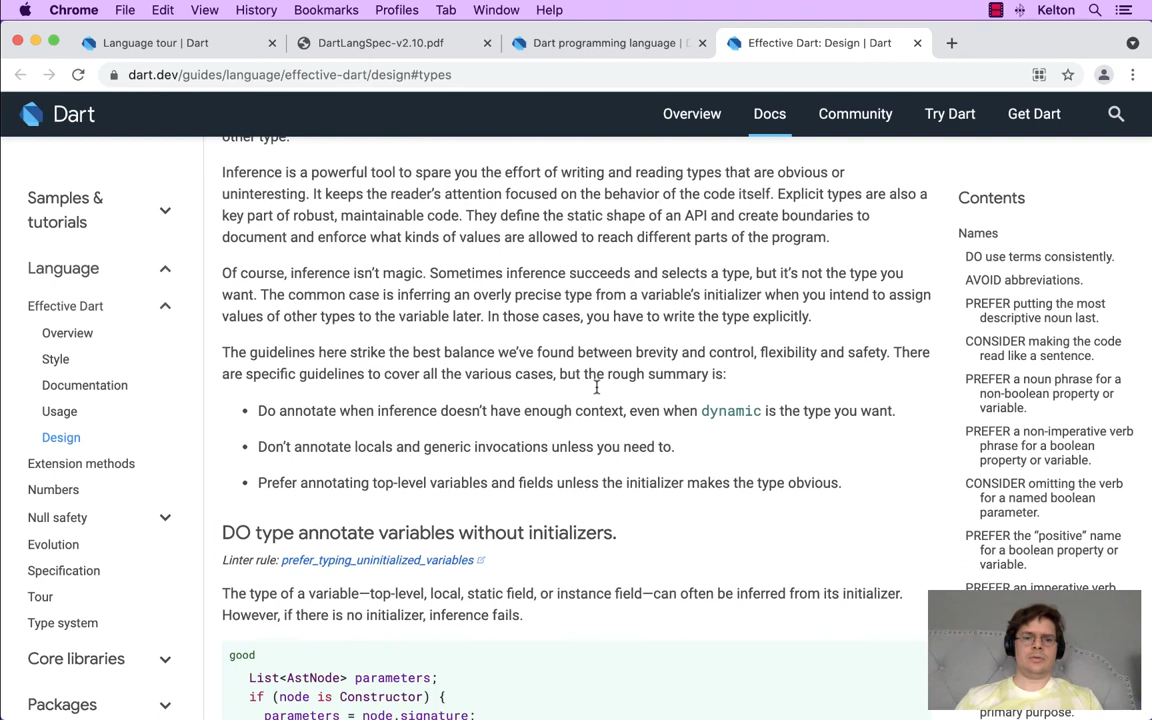 Chrome File Edit View History Bookmarks Profiles Tab Window Help Kelton
Language tour | Dart DartLangSpec-v2.10.pdf Dart programming language | Effective Dart: Design | Dart
dart.dev/guides/language/effective-dart/design#types
Dart Overview Docs Community Try Dart Get Dart
Samples &
tutorials
Language
Effective Dart
Overview
Style
Documentation
Usage
Design
Extension methods
Numbers
Null safety
Evolution
Specification
Tour
Type system
Core libraries
Packages
other type.
Inference is a powerful tool to spare you the effort of writing and reading types that are obvious or
uninteresting. It keeps the reader's attention focused on the behavior of the code itself. Explicit types are also a
key part of robust, maintainable code. They define the static shape of an API and create boundaries to
document and enforce what kinds of values are allowed to reach different parts of the program.
Of course, inference isn't magic. Sometimes inference succeeds and selects a type, but it's not the type you
want. The common case is inferring an overly precise type from a variable's initializer when you intend to assign
values of other types to the variable later. In those cases, you have to write the type explicitly.
The guidelines here strike the best balance we've found between brevity and control, flexibility and safety. There
are specific guidelines to cover all the various cases, but the rough summary is:
• Do annotate when inference doesn't have enough context, even when dynamic is the type you want.
• Don't annotate locals and generic invocations unless you need to.
• Prefer annotating top-level variables and fields unless the initializer makes the type obvious.
DO type annotate variables without initializers.
Linter rule: prefer_typing_uninitialized_variables
The type of a variable—top-level, local, static field, or instance field—can often be inferred from its initializer.
However, if there is no initializer, inference fails.
good
List<AstNode> parameters;
if (node is Constructor) {
parameters = node.signature;
Contents
Names
DO use terms consistently.
AVOID abbreviations.
PREFER putting the most
descriptive noun last.
CONSIDER making the code
read like a sentence.
PREFER a noun phrase for a
non-boolean property or
variable.
PREFER a non-imperative verb
phrase for a boolean
property or variable.
CONSIDER omitting the verb
for a named boolean
parameter.
PREFER the "positive" name
for a boolean property or
variable.
PREFER an imperative verb
primary purpose.